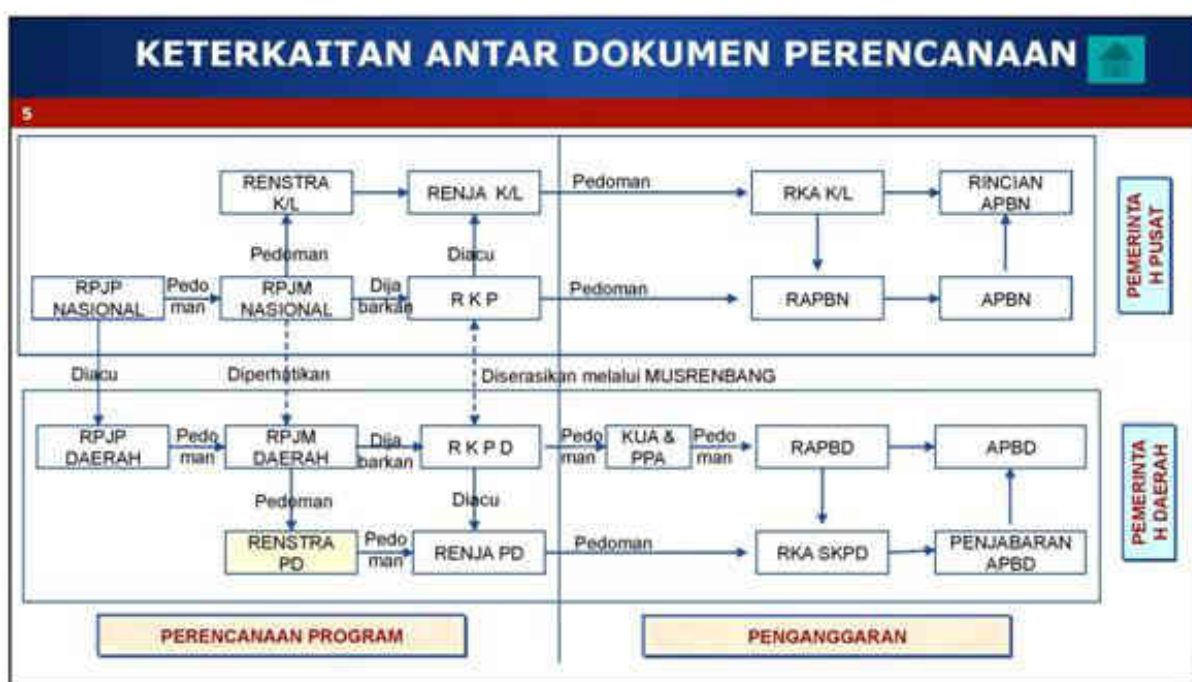 KETERKAITAN ANTAR DOKUMEN PERENCANAAN
5
RENSTRA
K/L
RENJA K/L
Pedoman
RKA K/L
RINCIAN
APBN
Pedoman
Diacu
RPJP
NASIONAL
Pedo
man
RPJM
NASIONAL
Dija
barkan
R K P
Pedoman
RAPBN
APBN
PEMERINTA
H PUSAT
Diacu
Diperhatikan
Diserasikan melalui MUSRENBANG
RPJP
DAERAH
Pedo
man
RPJM
DAERAH
Dija
barkan
R K P D
Pedo
man
KUA &
PPA
Pedo
man
RAPBD
APBD
Pedoman
Diacu
RENSTRA
PD
Pedo
man
RENJA PD
Pedoman
RKA SKPD
PENJABARAN
APBD
PEMERINTA
H DAERAH
PERENCANAAN PROGRAM
PENGANGGARAN